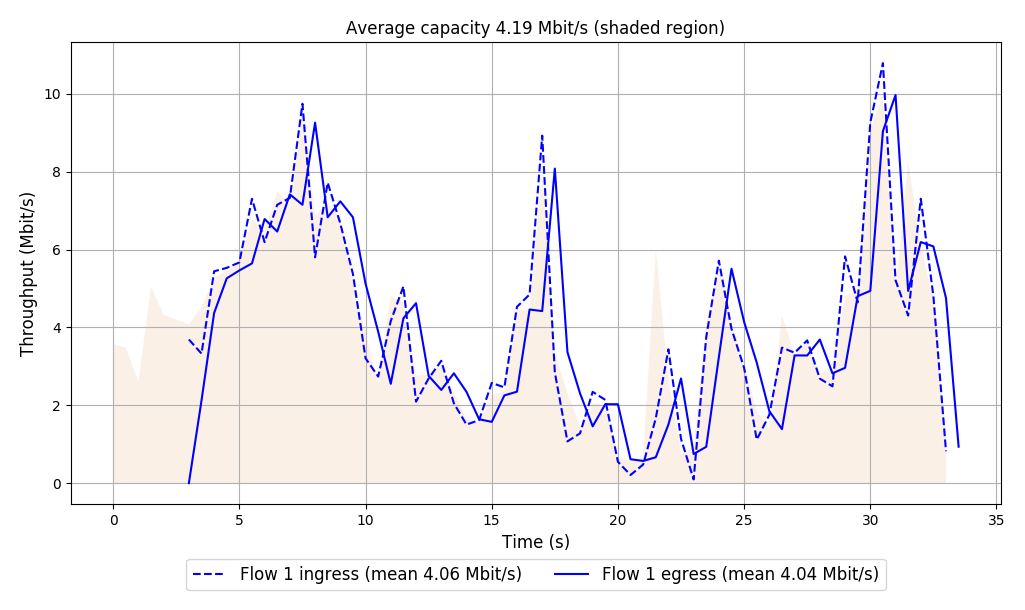 Average capacity 4.19 Mbit/s (shaded region)
Throughput (Mbit/s)
10
8
6
4
2
0
0 5 10 15 20 25 30 35
Time (s)
Flow 1 ingress (mean 4.06 Mbit/s) Flow 1 egress (mean 4.04 Mbit/s)